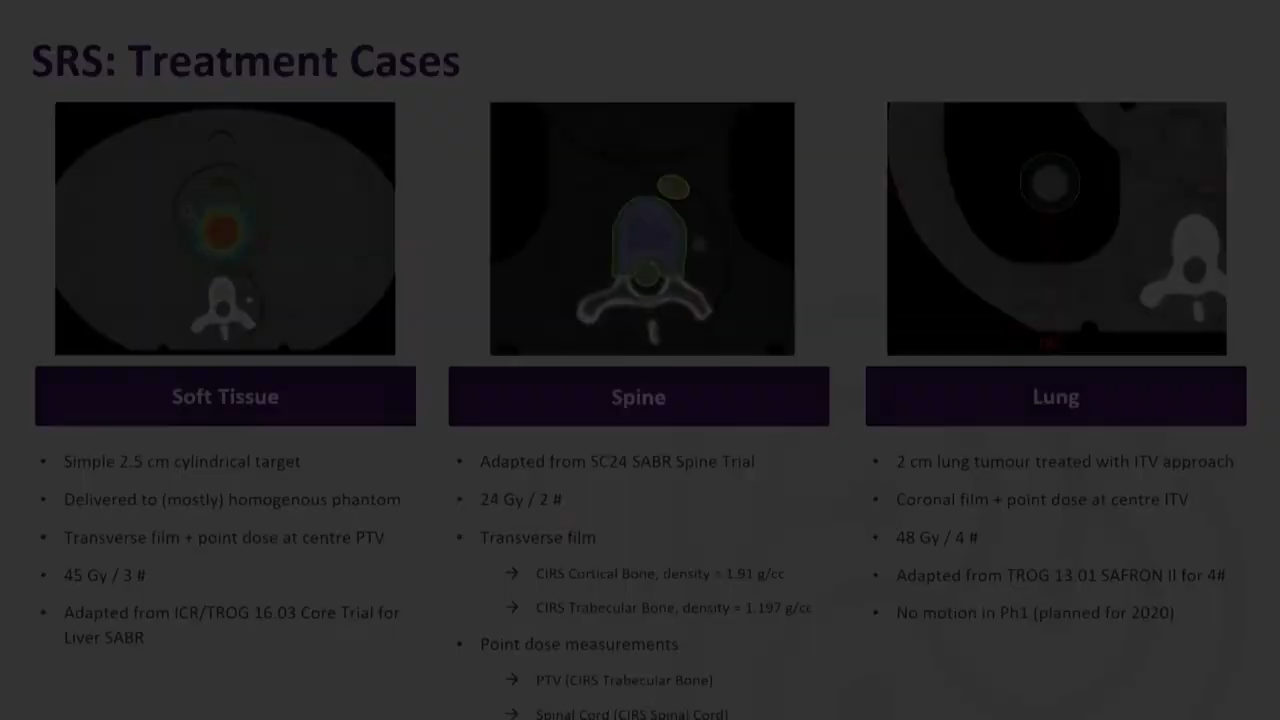 SRS: Treatment Cases
Soft Tissue
• Simple 2.5 cm cylindrical target
• Delivered to (mostly) homogenous phantom
• Transverse film + point dose at centre PTV
• 45 Gy / 3 #
• Adapted from ICR/TROG 16.03 Core Trial for
Liver SABR
Spine
• Adapted from SC24 SABR Spine Trial
• 24 Gy / 2 #
• Transverse film
→ CIRS Cortical Bone, density = 1.91 g/cc
→ CIRS Trabecular Bone, density = 1.197 g/cc
• Point dose measurements
→ PTV (CIRS Trabecular Bone)
→ Spinal Cord (CIRS Spinal Cord)
Lung
• 2 cm lung tumour treated with ITV approach
• Coronal film + point dose at centre ITV
• 48 Gy / 4 #
• Adapted from TROG 13.01 SAFRON II for 4#
• No motion in Ph1 (planned for 2020)